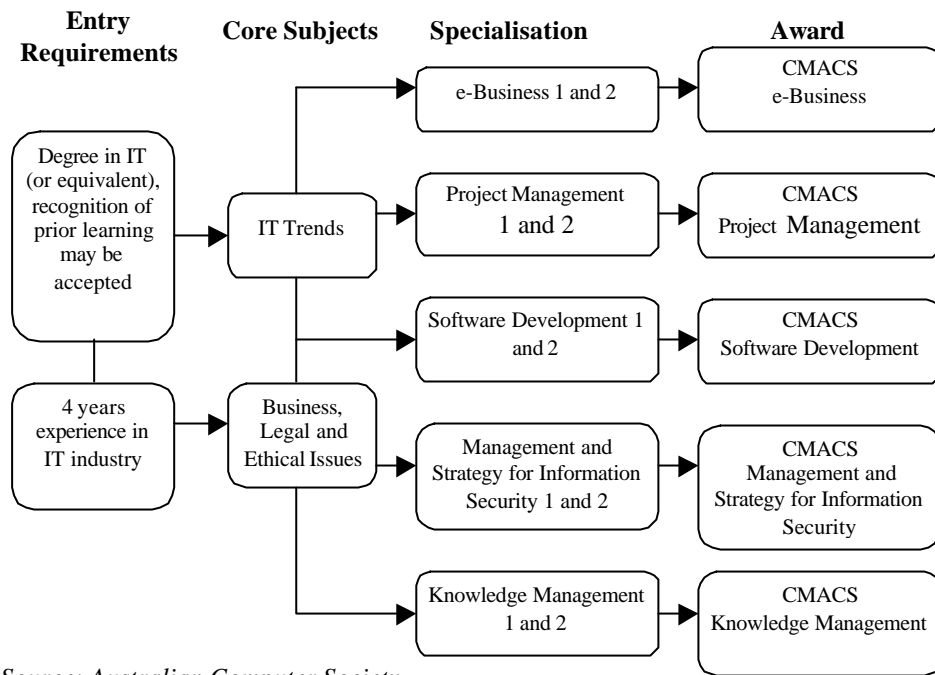 Entry
Requirements
Core Subjects
Specialisation
Award
Degree in IT
(or equivalent),
recognition of
prior learning
may be
accepted
4 years
experience in
IT industry
IT Trends
Business,
Legal and
Ethical Issues
e-Business 1 and 2
Project Management
1 and 2
Software Development 1
and 2
Management and
Strategy for Information
Security 1 and 2
Knowledge Management
1 and 2
CMACS
e-Business
CMACS
Project Management
CMACS
Software Development
CMACS
Management and
Strategy for Information
Security
CMACS
Knowledge Management
Source: Australian Computer Society